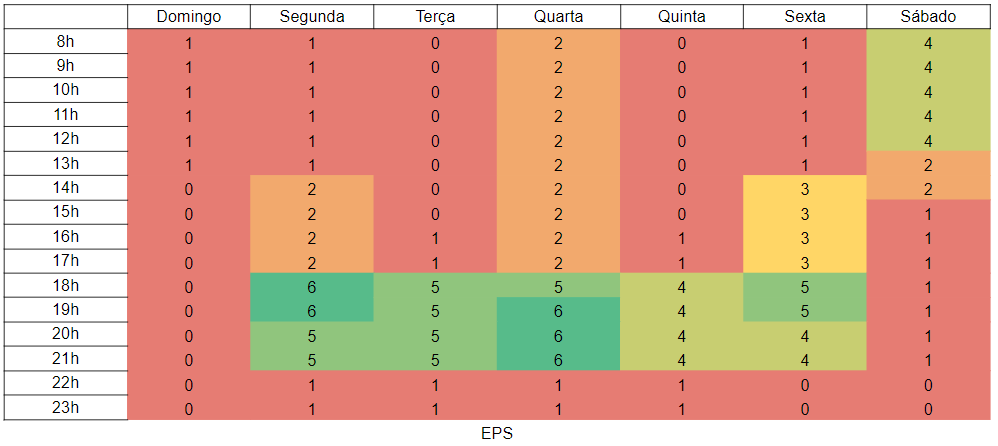 Domingo Segunda Terça Quarta Quinta Sexta Sábado
8h 1 1 0 2 0 1 4
9h 1 1 0 2 0 1 4
10h 1 1 0 2 0 1 4
11h 1 1 0 2 0 1 4
12h 1 1 0 2 0 1 4
13h 1 1 0 2 0 1 2
14h 0 2 0 2 0 3 2
15h 0 2 0 2 0 3 1
16h 0 2 1 2 1 3 1
17h 0 2 1 2 1 3 1
18h 0 6 5 5 4 5 1
19h 0 6 5 6 4 5 1
20h 0 5 5 6 4 4 1
21h 0 5 5 6 4 4 1
22h 0 1 1 1 1 0 0
23h 0 1 1 1 1 0 0
EPS